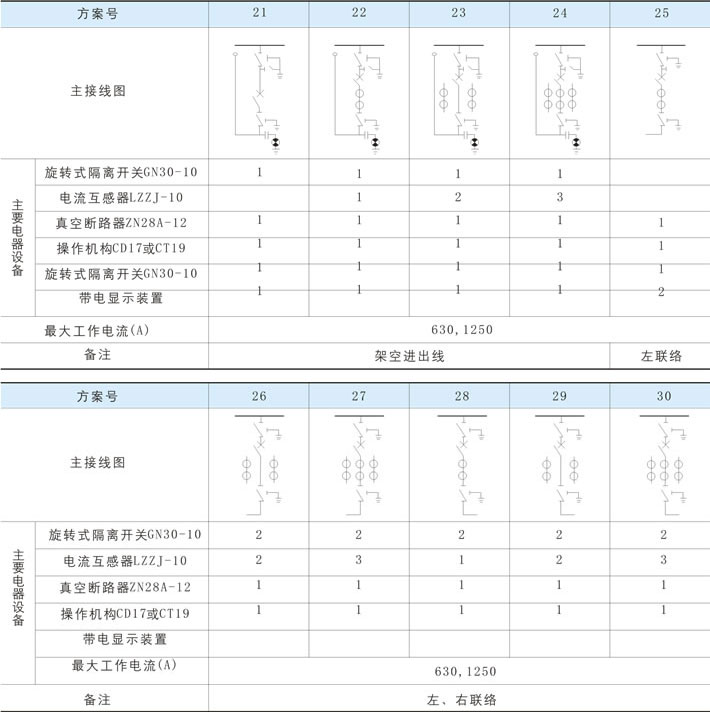 方案号 21 22 23 24 25
主接线图
主要电器设备
旋转式隔离开关GN30-10 1 1 1 1
电流互感器LZZJ-10 1 2 3
真空断路器ZN28A-12 1 1 1 1 1
操作机构CD17或CT19 1 1 1 1 1
旋转式隔离开关GN30-10 1 1 1 1 1
带电显示装置 1 1 1 1 2
最大工作电流(A) 630,1250
备注 架空进出线 左联络
方案号 26 27 28 29 30
主接线图
主要电器设备
旋转式隔离开关GN30-10 2 2 2 2 2
电流互感器LZZJ-10 2 3 1 2 3
真空断路器ZN28A-12 1 1 1 1 1
操作机构CD17或CT19 1 1 1 1 1
带电显示装置
最大工作电流(A) 630,1250
备注 左、右联络